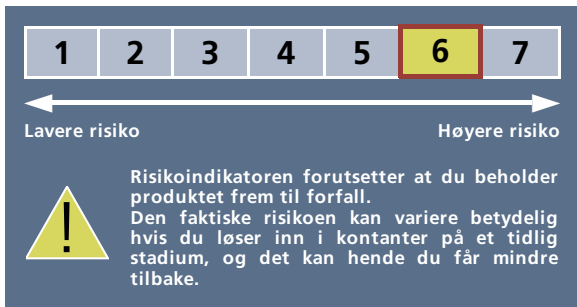 1 2 3 4 5 6 7
Lavere risiko Høyere risiko
Risikoindikatoren forutsetter at du beholder
produktet frem til forfall.
Den faktiske risikoen kan variere betydelig
hvis du løser inn i kontanter på et tidlig
stadium, og det kan hende du får mindre
tilbake.
!